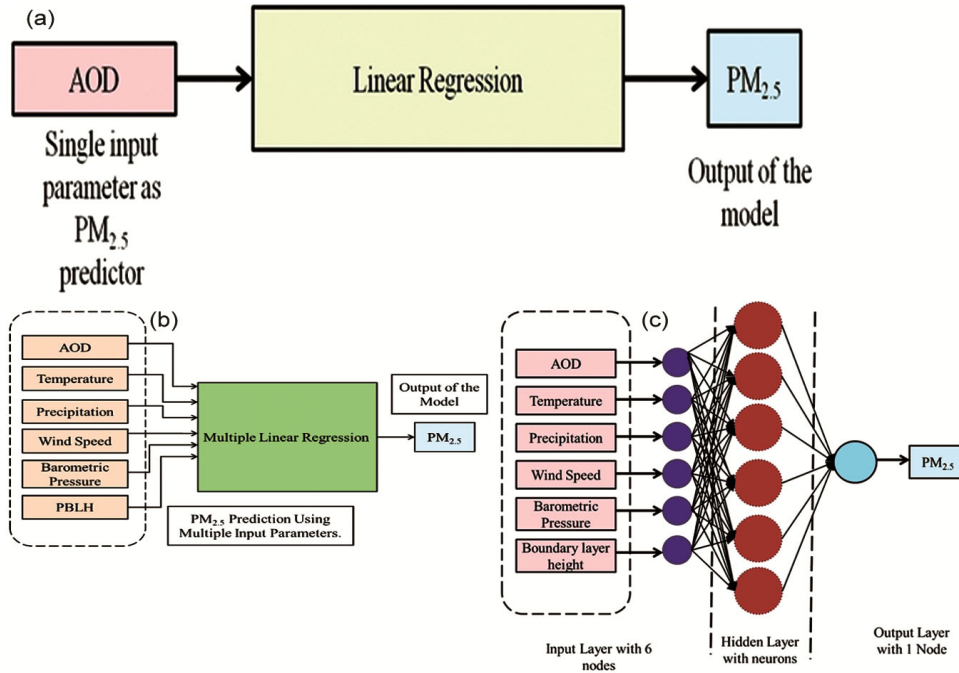 (a)
AOD
Linear Regression
PM2.5
Single input
parameter as
PM2.5
predictor
Output of the
model
(b)
AOD
Temperature
Precipitation
Wind Speed
Barometric
Pressure
PBLH
Multiple Linear Regression
Output of the
Model
PM2.5
PM2.5 Prediction Using
Multiple Input Parameters.
(c)
AOD
Temperature
Precipitation
Wind Speed
Barometric
Pressure
Boundary layer
height
PM2.5
Input Layer with 6
nodes
Hidden Layer
with neurons
Output Layer
with 1 Node